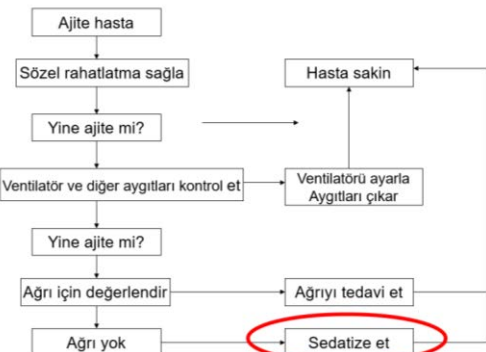 Ajite hasta
Sözel rahatlatma sağla
Hasta sakin
Yine ajite mi?
Ventilatör ve diğer aygıtları kontrol et
Ventilatörü ayarla
Aygıtları çıkar
Yine ajite mi?
Ağrı için değerlendir
Ağrıyı tedavi et
Ağrı yok
Sedatize et